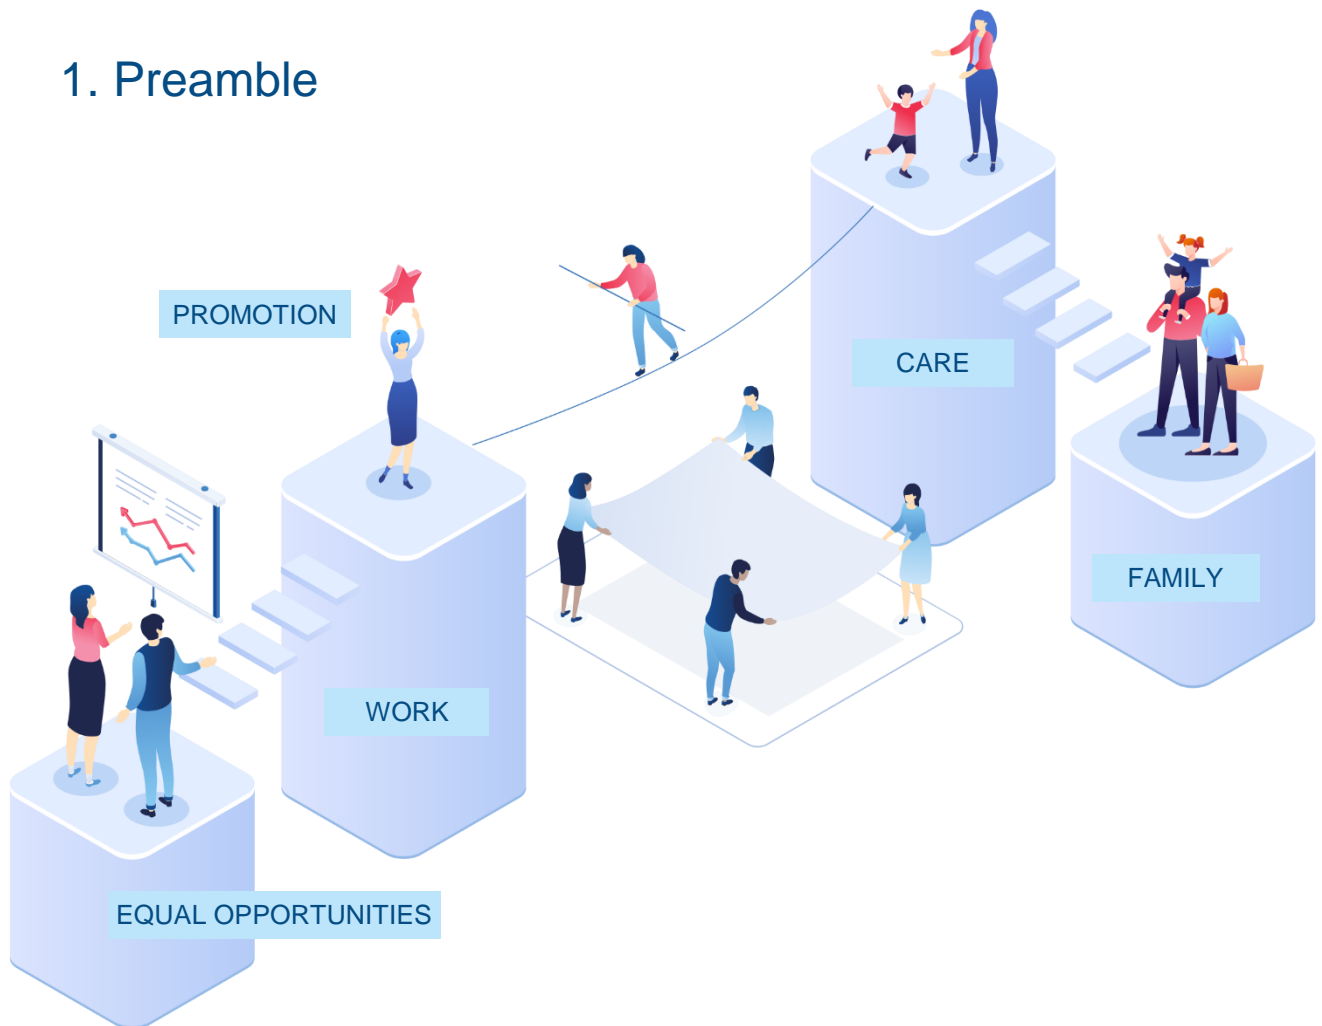 1. Preamble
PROMOTION
CARE
FAMILY
WORK
EQUAL OPPORTUNITIES